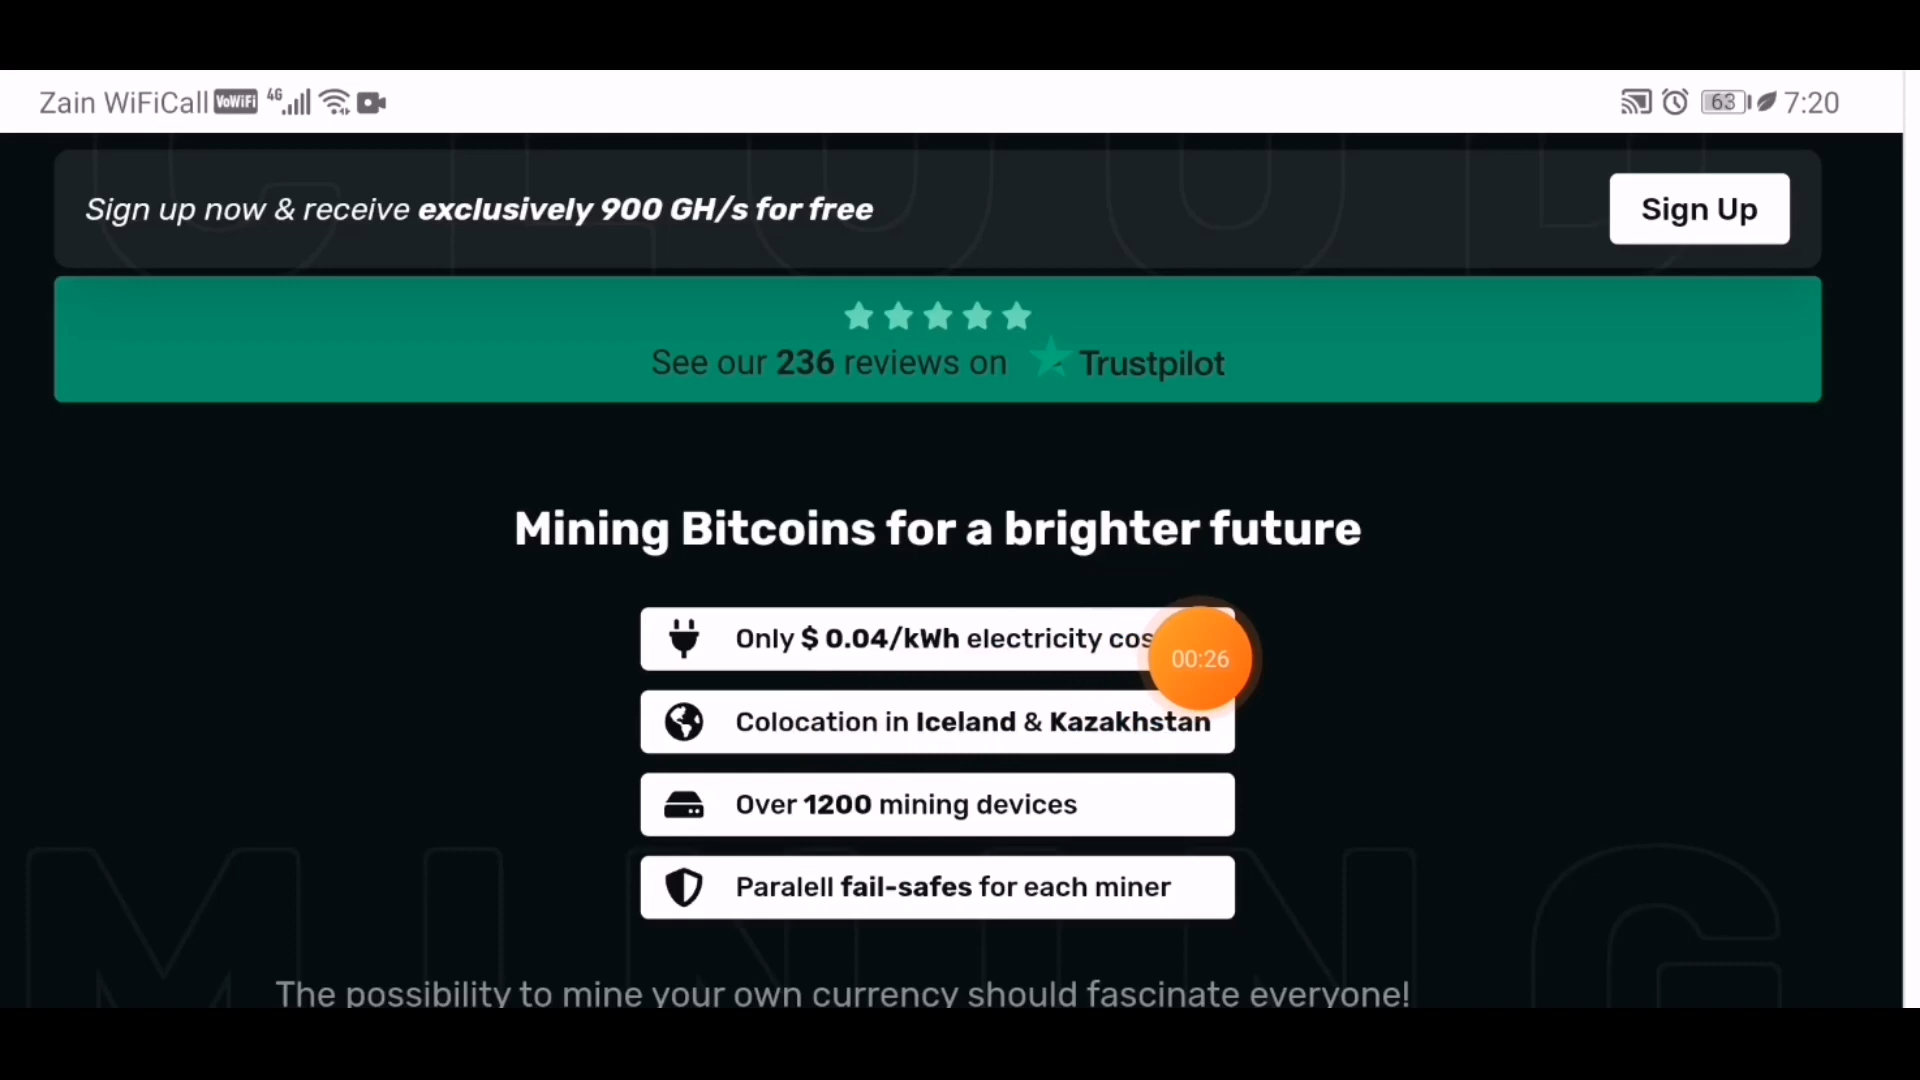 Zain WiFiCall VoWiFi 4G 63 7:20
CLOUD
Sign up now & receive exclusively 900 GH/s for free Sign Up
See our 236 reviews on Trustpilot
Mining Bitcoins for a brighter future
Only $ 0.04/kWh electricity cos
00:26
Colocation in Iceland & Kazakhstan
Over 1200 mining devices
Paralell fail-safes for each miner
MINING
The possibility to mine your own currency should fascinate everyone!